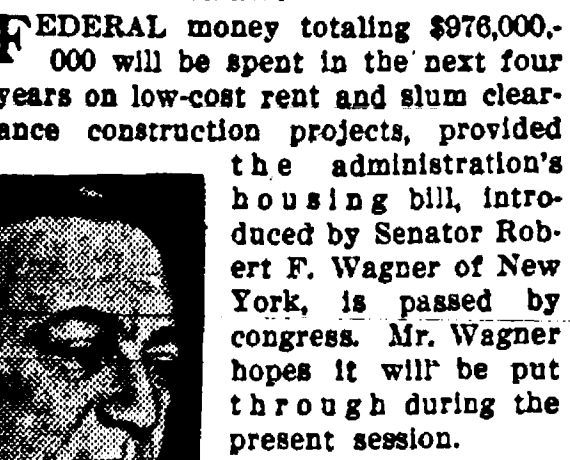 FEDERAL money totaling $976,000,-
000 will be spent in the next four
years on low-cost rent and slum clear-
ance construction projects, provided
the administration's
housing bill, intro-
duced by Senator Rob-
ert F. Wagner of New
York, is passed by
congress. Mr. Wagner
hopes it will be put
through during the
present session.